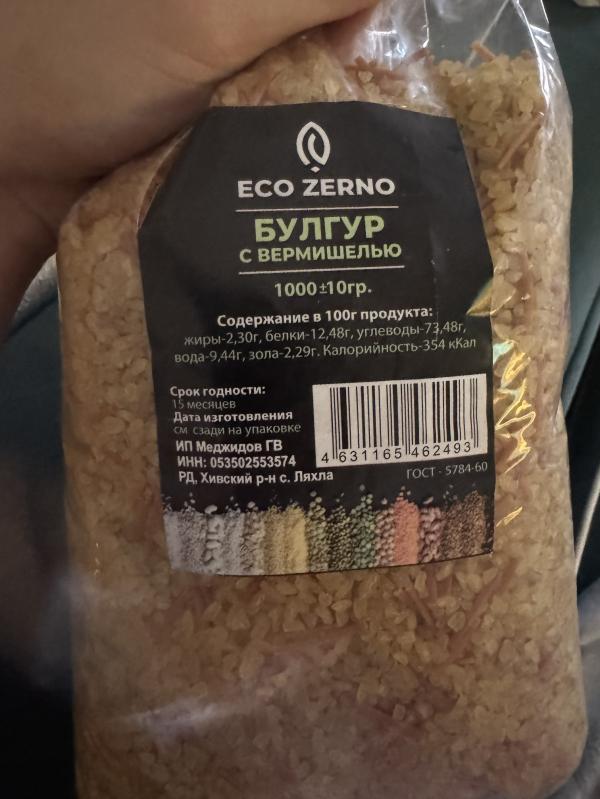 ECO ZERNO
БУЛГУР
С ВЕРМИШЕЛЬЮ
1000±10гр.
Содержание в 100г продукта:
жиры-2,30г, белки-12,48г, углеводы-73,48г,
вода-9,44г, зола-2,29г. Калорийность-354 кКал
Срок годности:
15 месяцев
Дата изготовления
см сзади на упаковке
ИП Меджидов ГВ
ИНН: 053502553574
РД, Хивский р-н с. Ляхла
4 631165 462493
ГОСТ - 5784-60